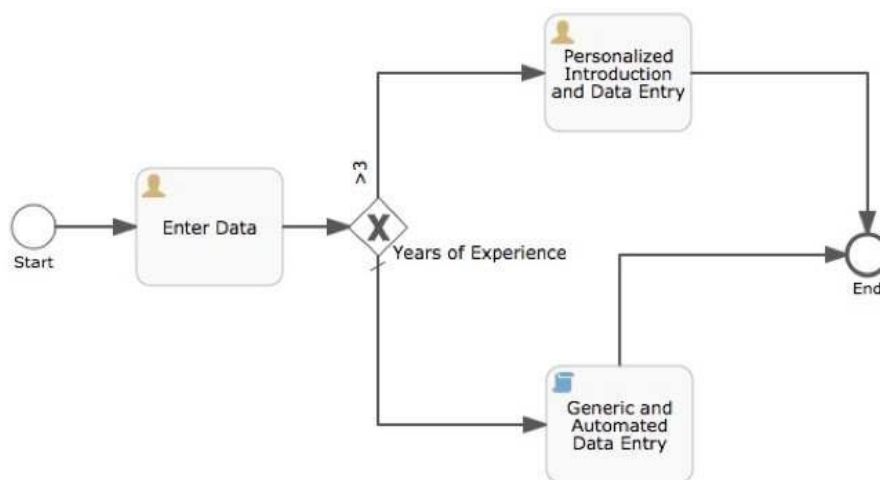 Personalized
Introduction
and Data Entry
>3
Enter Data
Years of Experience
Start
End
Generic and
Automated
Data Entry